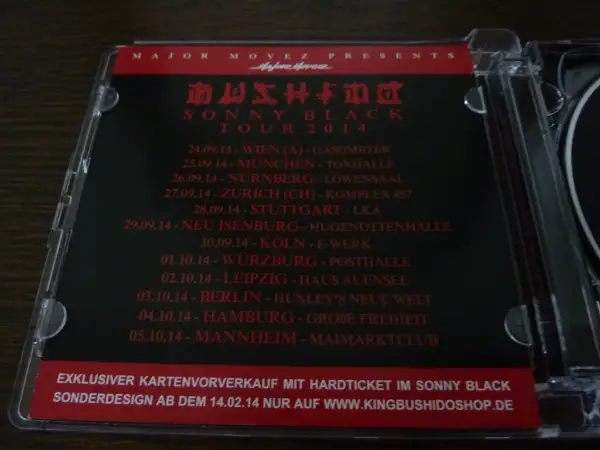 MAJOR MOVEZ PRESENTS
Major Movez
BUSHIDO
SONNY BLACK
TOUR 2014
24.09.14 - WIEN (A) - GASOMETER
25.09.14 - MÜNCHEN - TONHALLE
26.09.14 - NÜRNBERG - LÖWENSAAL
27.09.14 - ZÜRICH (CH) - KOMPLEX 457
28.09.14 - STUTTGART - LKA
29.09.14 - NEU ISENBURG - HUGENOTTENHALLE
30.09.14 - KÖLN - E-WERK
01.10.14 - WÜRZBURG - POSTHALLE
02.10.14 - LEIPZIG - HAUS AUENSEE
03.10.14 - BERLIN - HUXLEY'S NEUE WELT
04.10.14 - HAMBURG - GROßE FREIHEIT
05.10.14 - MANNHEIM - MAIMARKTCLUB
EXKLUSIVER KARTENVORVERKAUF MIT HARDTICKET IM SONNY BLACK
SONDERDESIGN AB DEM 14.02.14 NUR AUF WWW.KINGBUSHIDOSHOP.DE